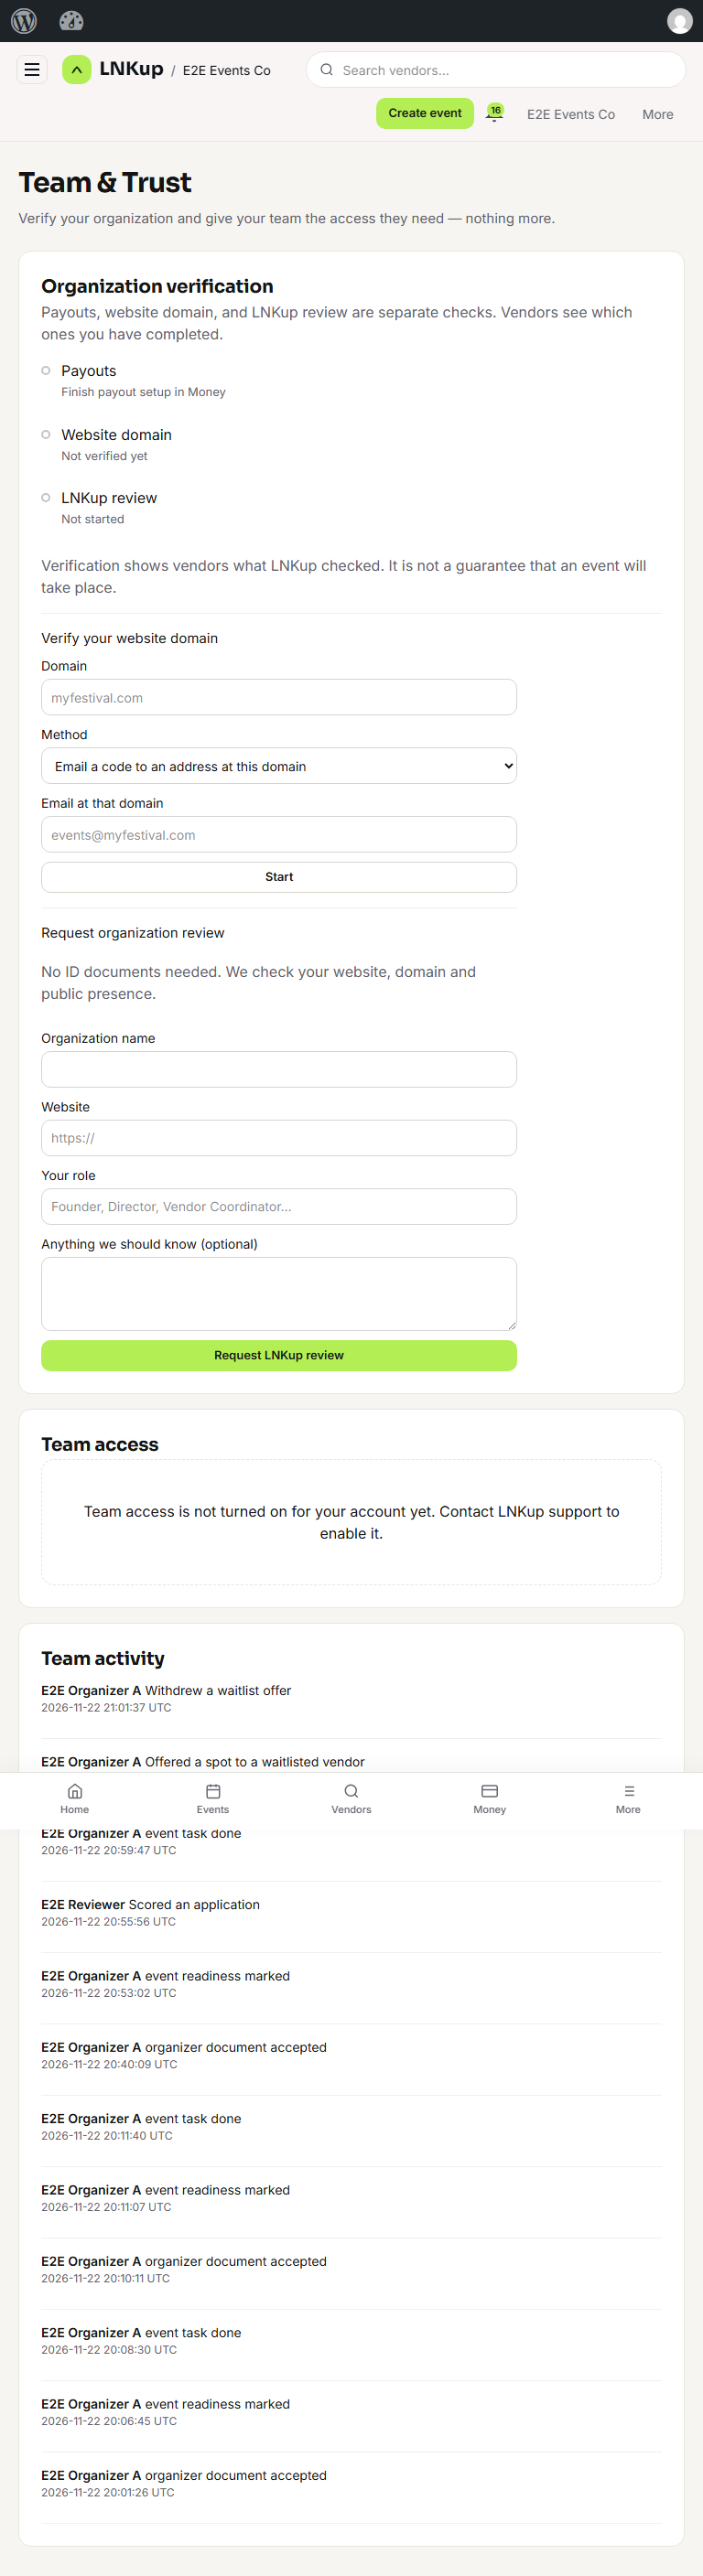 LNKup / E2E Events Co
Search vendors...
Create event
16
E2E Events Co
More
Team & Trust
Verify your organization and give your team the access they need — nothing more.
Organization verification
Payouts, website domain, and LNKup review are separate checks. Vendors see which
ones you have completed.
Payouts
Finish payout setup in Money
Website domain
Not verified yet
LNKup review
Not started
Verification shows vendors what LNKup checked. It is not a guarantee that an event will
take place.
Verify your website domain
Domain
myfestival.com
Method
Email a code to an address at this domain
Email at that domain
events@myfestival.com
Start
Request organization review
No ID documents needed. We check your website, domain and
public presence.
Organization name
Website
https://
Your role
Founder, Director, Vendor Coordinator...
Anything we should know (optional)
Request LNKup review
Team access
Team access is not turned on for your account yet. Contact LNKup support to
enable it.
Team activity
E2E Organizer A Withdrew a waitlist offer
2026-11-22 21:01:37 UTC
E2E Organizer A Offered a spot to a waitlisted vendor
Home
Events
Vendors
Money
More
E2E Organizer A event task done
2026-11-22 20:59:47 UTC
E2E Reviewer Scored an application
2026-11-22 20:55:56 UTC
E2E Organizer A event readiness marked
2026-11-22 20:53:02 UTC
E2E Organizer A organizer document accepted
2026-11-22 20:40:09 UTC
E2E Organizer A event task done
2026-11-22 20:11:40 UTC
E2E Organizer A event readiness marked
2026-11-22 20:11:07 UTC
E2E Organizer A organizer document accepted
2026-11-22 20:10:11 UTC
E2E Organizer A event task done
2026-11-22 20:08:30 UTC
E2E Organizer A event readiness marked
2026-11-22 20:06:45 UTC
E2E Organizer A organizer document accepted
2026-11-22 20:01:26 UTC